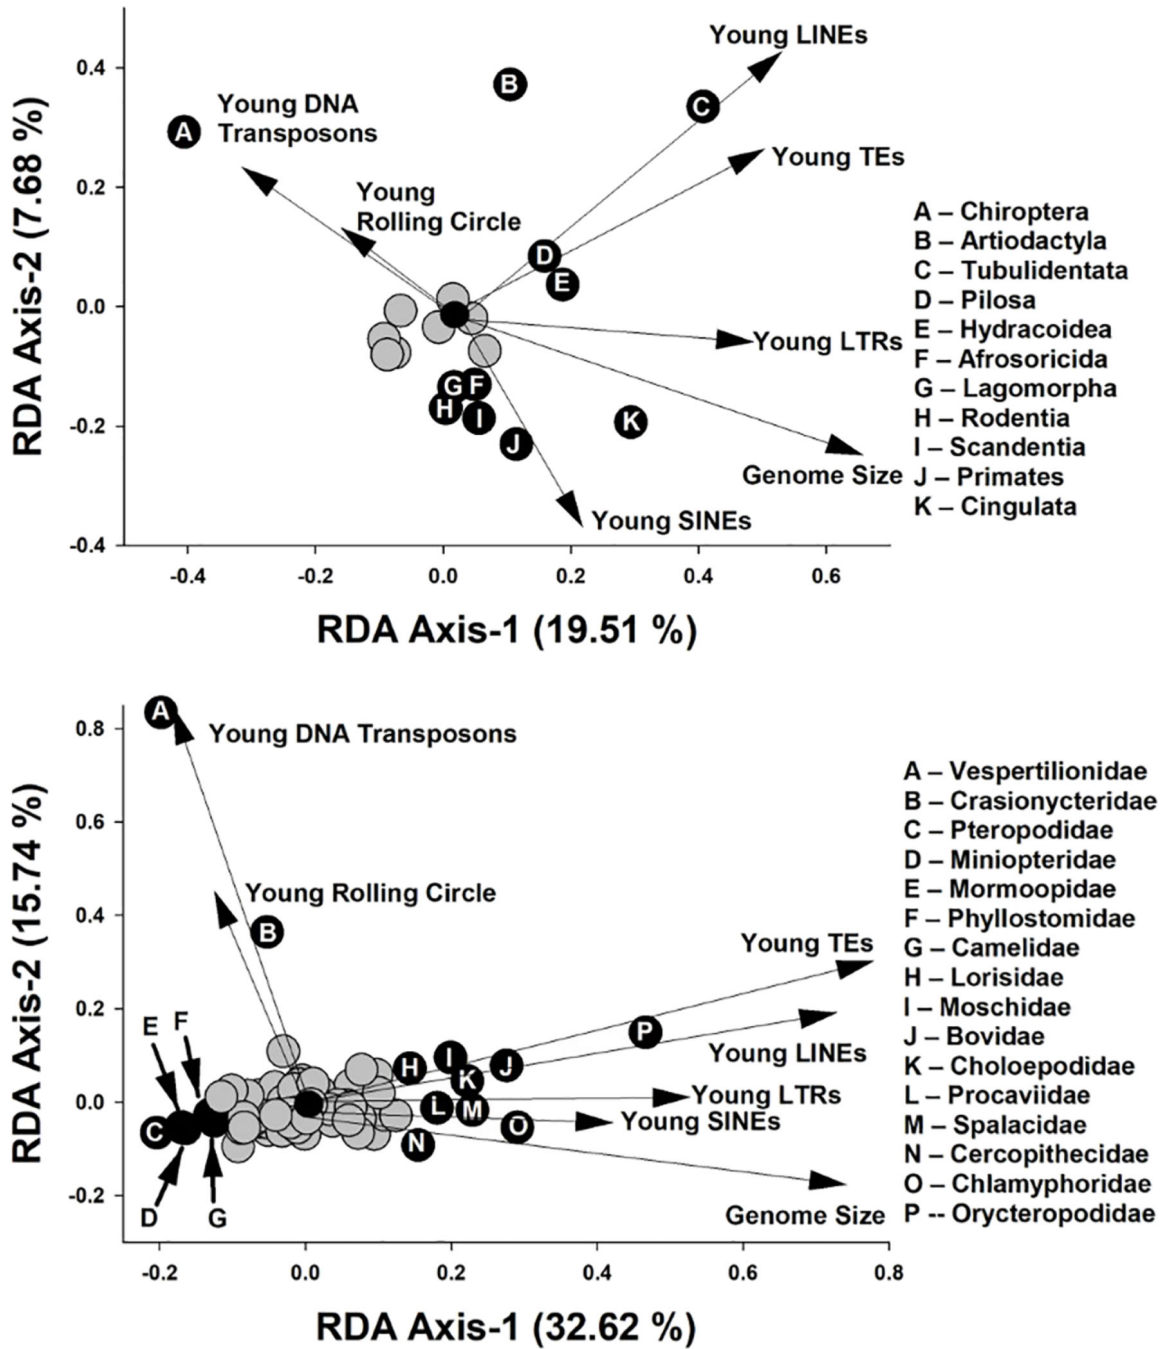 Young LINEs
0.4
B
Young DNA
Transposons
C
A
Young TEs
0.2
Young
Rolling Circle
D
E
0.0
Young LTRs
G F
H I
K
-0.2
J
Genome Size
Young SINEs
-0.4
-0.4 -0.2 0.0 0.2 0.4 0.6
RDA Axis-2 (7.68 %)
RDA Axis-1 (19.51 %)
A – Chiroptera
B – Artiodactyla
C – Tubulidentata
D – Pilosa
E – Hydracoidea
F – Afrosoricida
G – Lagomorpha
H – Rodentia
I – Scandentia
J – Primates
K – Cingulata
A
0.8
Young DNA Transposons
0.6
Young Rolling Circle
0.4
B
Young TEs
0.2
P
E F
H I J
Young LINEs
K
0.0
Young LTRs
L M
Young SINEs
C
N O
-0.2
D G
Genome Size
-0.2 0.0 0.2 0.4 0.6 0.8
RDA Axis-2 (15.74 %)
RDA Axis-1 (32.62 %)
A – Vespertilionidae
B – Crasionycteridae
C – Pteropodidae
D – Miniopteridae
E – Mormoopidae
F – Phyllostomidae
G – Camelidae
H – Lorisidae
I – Moschidae
J – Bovidae
K – Choloepodidae
L – Procaviidae
M – Spalacidae
N – Cercopithecidae
O – Chlamyphoridae
P -- Orycteropodidae